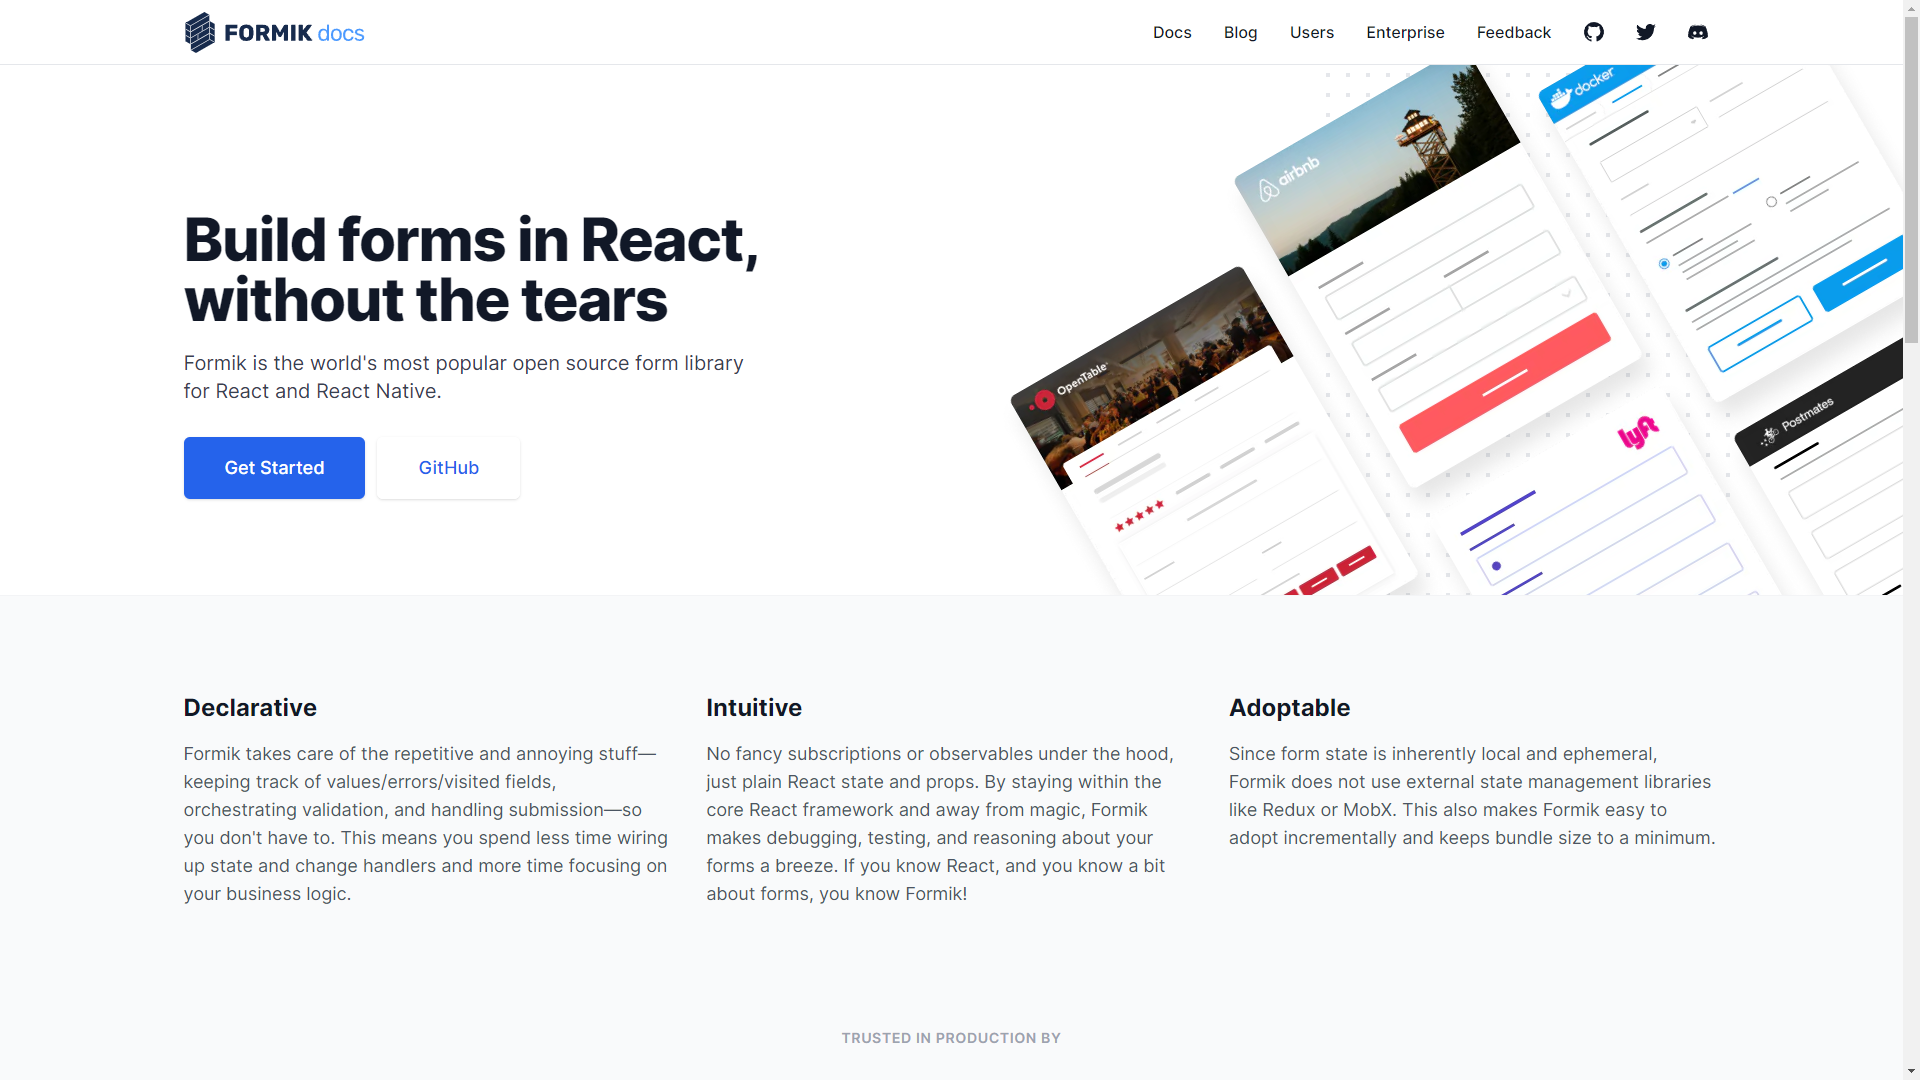 FORMIK docs
Docs
Blog
Users
Enterprise
Feedback
Build forms in React,
without the tears
Formik is the world's most popular open source form library
for React and React Native.
Get Started
GitHub
airbnb
docker
OpenTable
lyft
Postmates
Declarative
Formik takes care of the repetitive and annoying stuff—
keeping track of values/errors/visited fields,
orchestrating validation, and handling submission—so
you don't have to. This means you spend less time wiring
up state and change handlers and more time focusing on
your business logic.
Intuitive
No fancy subscriptions or observables under the hood,
just plain React state and props. By staying within the
core React framework and away from magic, Formik
makes debugging, testing, and reasoning about your
forms a breeze. If you know React, and you know a bit
about forms, you know Formik!
Adoptable
Since form state is inherently local and ephemeral,
Formik does not use external state management libraries
like Redux or MobX. This also makes Formik easy to
adopt incrementally and keeps bundle size to a minimum.
TRUSTED IN PRODUCTION BY